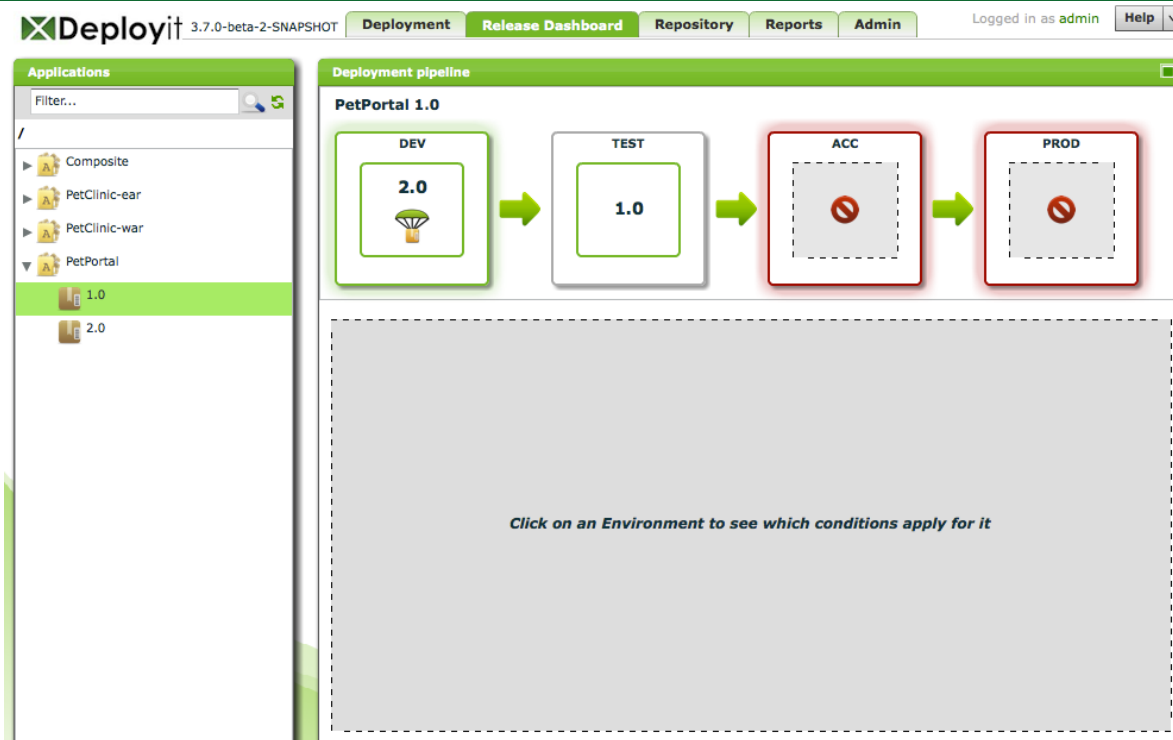 XDeployit 3.7.0-beta-2-SNAPSHOT Deployment Release Dashboard Repository Reports Admin Logged in as admin Help
Applications
Filter...
/
Composite
PetClinic-ear
PetClinic-war
PetPortal
1.0
2.0
Deployment pipeline
PetPortal 1.0
DEV TEST ACC PROD
2.0 1.0
Click on an Environment to see which conditions apply for it